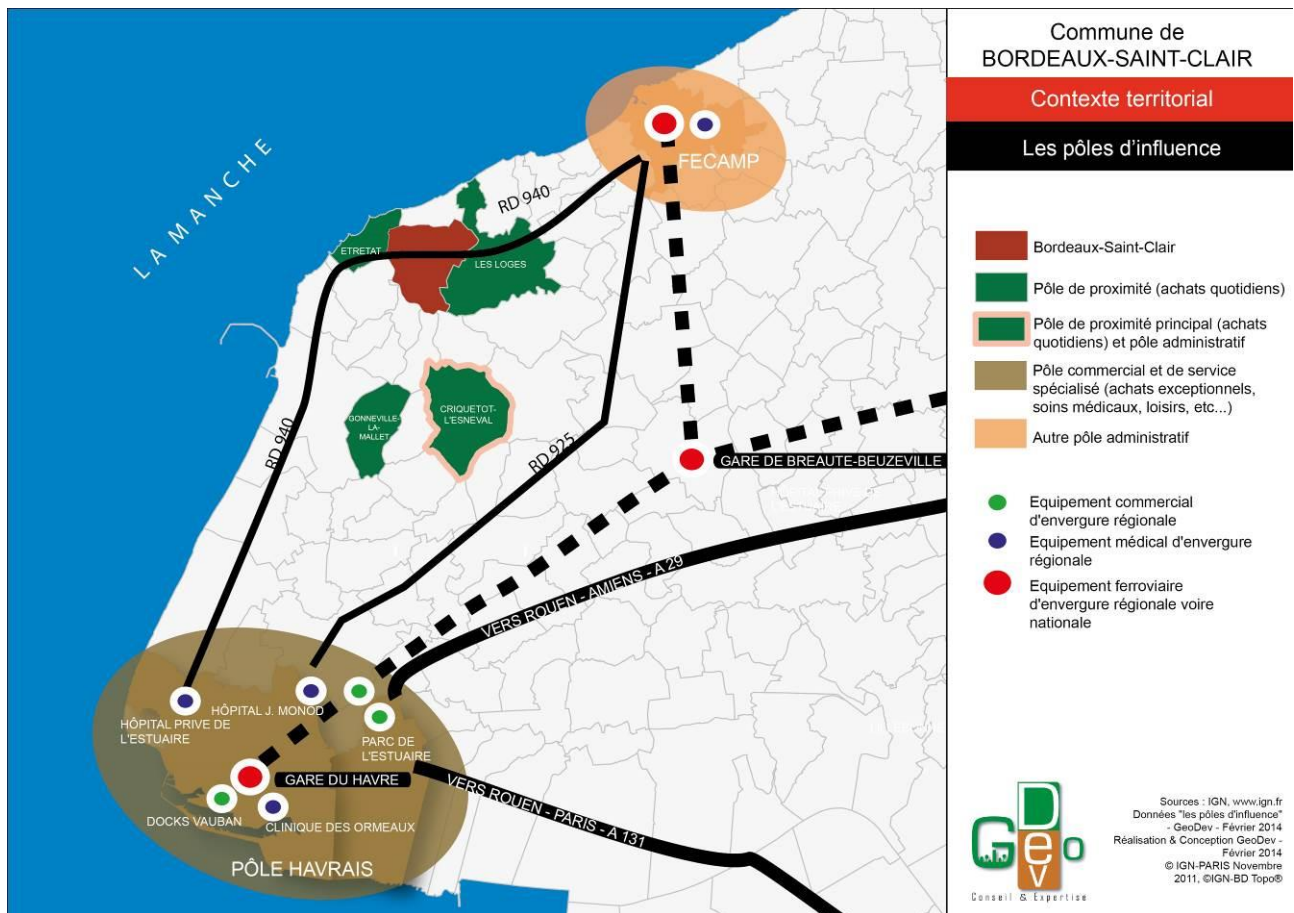 LA MANCHE
FECAMP
RD 940
ETRETAT
LES LOGES
GONNEVILLE-
LA-
MALLET
CRIQUETOT-
L'ESNEVAL
RD 940
RD 925
GARE DE BREAUTE-BEUZEVILLE
VERS ROUEN - AMIENS - A 29
HÔPITAL J. MONOD
HÔPITAL PRIVE DE
L'ESTUAIRE
PARC DE
L'ESTUAIRE
GARE DU HAVRE
DOCKS VAUBAN
CLINIQUE DES ORMEAUX
VERS ROUEN - PARIS - A 131
PÔLE HAVRAIS
Commune de
BORDEAUX-SAINT-CLAIR
Contexte territorial
Les pôles d'influence
Bordeaux-Saint-Clair
Pôle de proximité (achats quotidiens)
Pôle de proximité principal (achats
quotidiens) et pôle administratif
Pôle commercial et de service
spécialisé (achats exceptionnels,
soins médicaux, loisirs, etc...)
Autre pôle administratif
Equipement commercial
d'envergure régionale
Equipement médical d'envergure
régionale
Equipement ferroviaire
d'envergure régionale voire
nationale
GeoDev
Conseil & Expertise
Sources : IGN, www.ign.fr
Données "les pôles d'influence"
- GeoDev - Février 2014
Réalisation & Conception GeoDev -
Février 2014
© IGN-PARIS Novembre
2011, ©IGN-BD Topo®